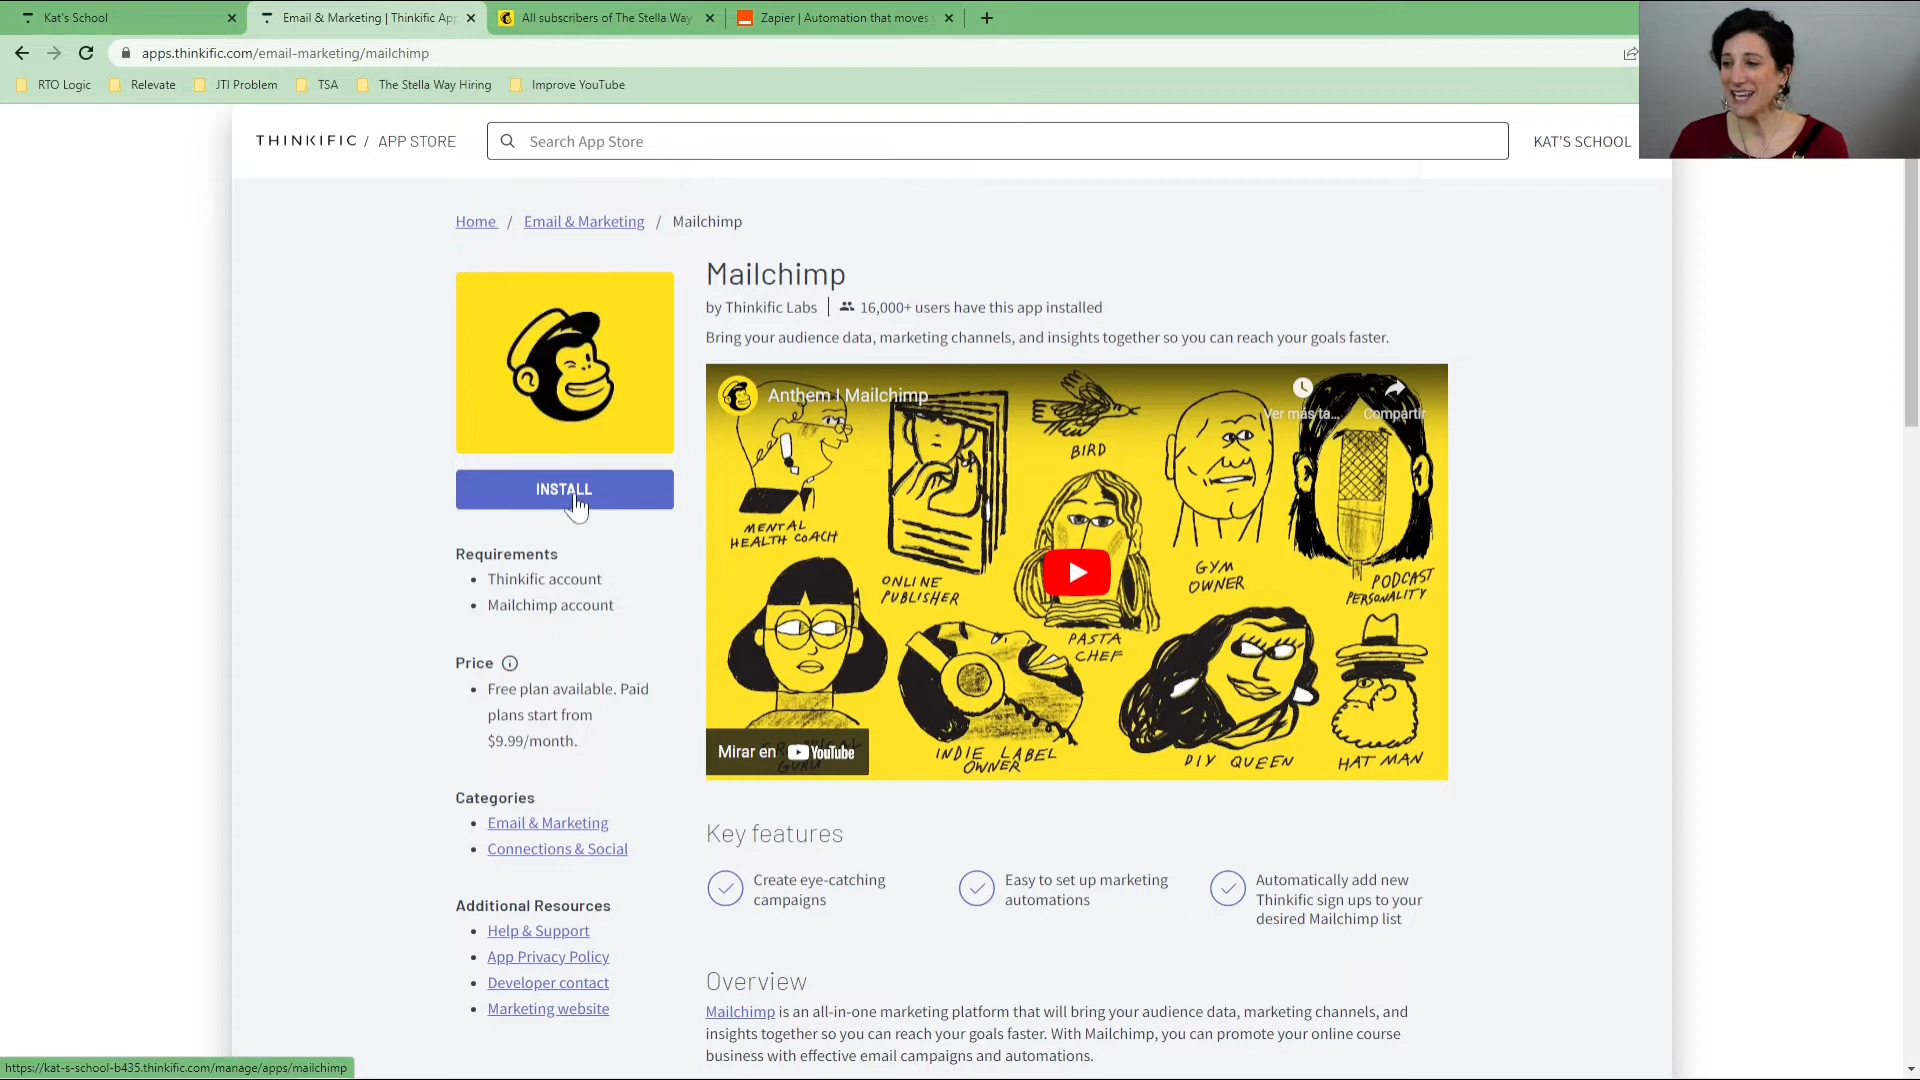 Kat's School
Email & Marketing | Thinkific App
All subscribers of The Stella Way
Zapier | Automation that moves
apps.thinkific.com/email-marketing/mailchimp
RTO Logic
Relevate
JTI Problem
TSA
The Stella Way Hiring
Improve YouTube
THINKIFIC / APP STORE
Search App Store
KAT'S SCHOOL
Home / Email & Marketing / Mailchimp
Mailchimp
by Thinkific Labs
16,000+ users have this app installed
Bring your audience data, marketing channels, and insights together so you can reach your goals faster.
INSTALL
Requirements
Thinkific account
Mailchimp account
Price
Free plan available. Paid
plans start from
$9.99/month.
Categories
Email & Marketing
Connections & Social
Additional Resources
Help & Support
App Privacy Policy
Developer contact
Marketing website
Anthem | Mailchimp
Ver más ta...
Compartir
MENTAL
HEALTH COACH
ONLINE
PUBLISHER
BIRD
PASTA
CHEF
GYM
OWNER
PODCAST
PERSONALITY
GURU
INDIE LABEL
OWNER
DIY QUEEN
HAT MAN
Mirar en YouTube
Key features
Create eye-catching
campaigns
Easy to set up marketing
automations
Automatically add new
Thinkific sign ups to your
desired Mailchimp list
Overview
Mailchimp is an all-in-one marketing platform that will bring your audience data, marketing channels, and
insights together so you can reach your goals faster. With Mailchimp, you can promote your online course
business with effective email campaigns and automations.
https://kat-s-school-b435.thinkific.com/manage/apps/mailchimp